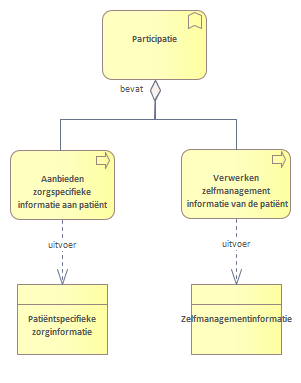 Participatie
bevat
Aanbieden
zorgspecifieke
informatie aan patiënt
Verwerken
zelfmanagement
informatie van de patiënt
uitvoer
uitvoer
Patiëntspecifieke
zorginformatie
Zelfmanagementinformatie